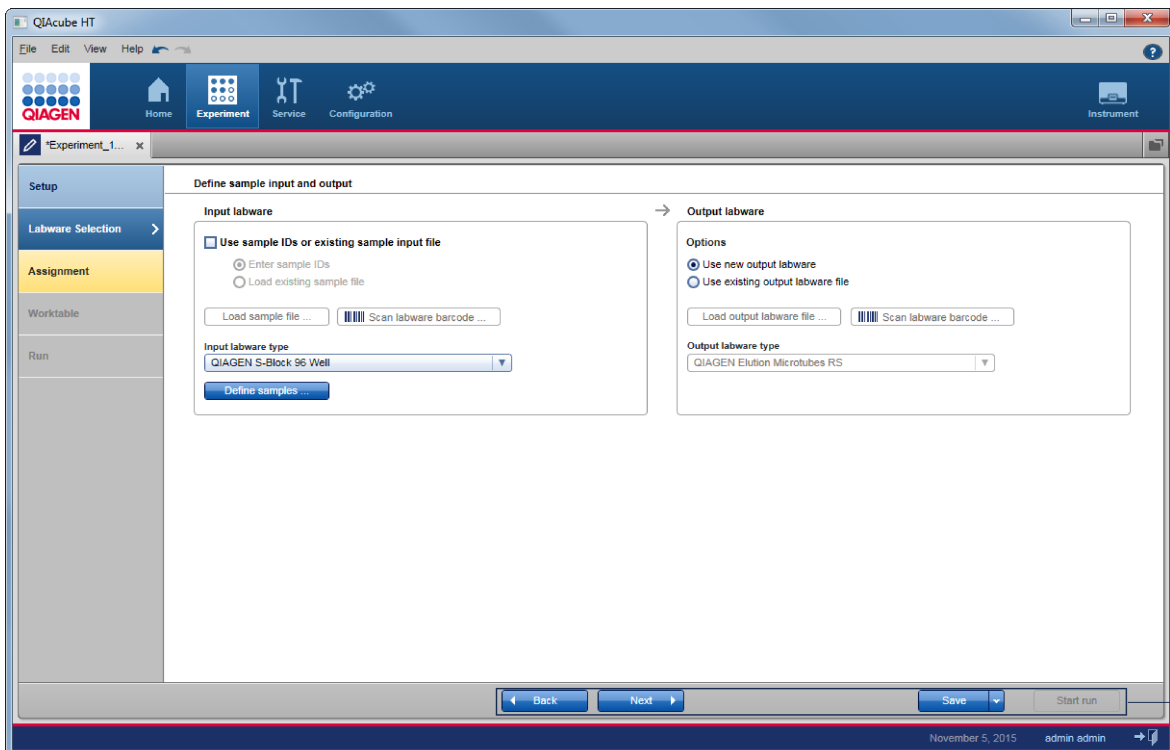 QIAcube HT
File Edit View Help
?
QIAGEN
Home
Experiment
Service
Configuration
Instrument
*Experiment_1... x
Setup
Labware Selection
Assignment
Worktable
Run
Define sample input and output
Input labware
Use sample IDs or existing sample input file
Enter sample IDs
Load existing sample file
Load sample file ...
Scan labware barcode ...
Input labware type
QIAGEN S-Block 96 Well
Define samples ...
Output labware
Options
Use new output labware
Use existing output labware file
Load output labware file ...
Scan labware barcode ...
Output labware type
QIAGEN Elution Microtubes RS
Back
Next
Save
Start run
November 5, 2015
admin admin